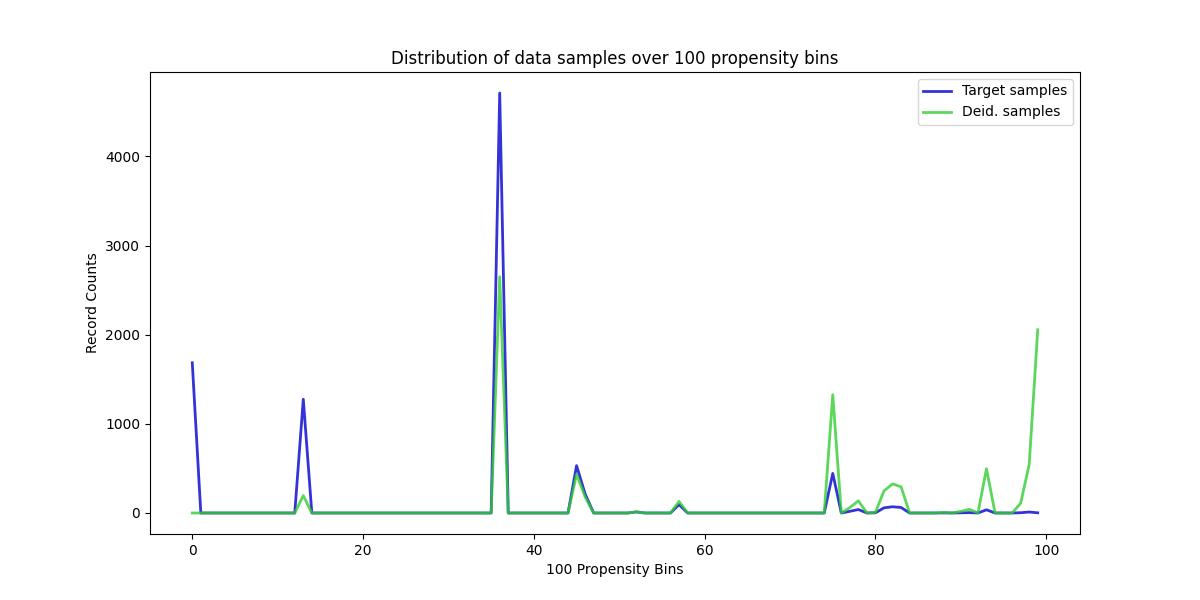 Distribution of data samples over 100 propensity bins
Target samples
Deid. samples
Record Counts
4000
3000
2000
1000
0
0 20 40 60 80 100
100 Propensity Bins